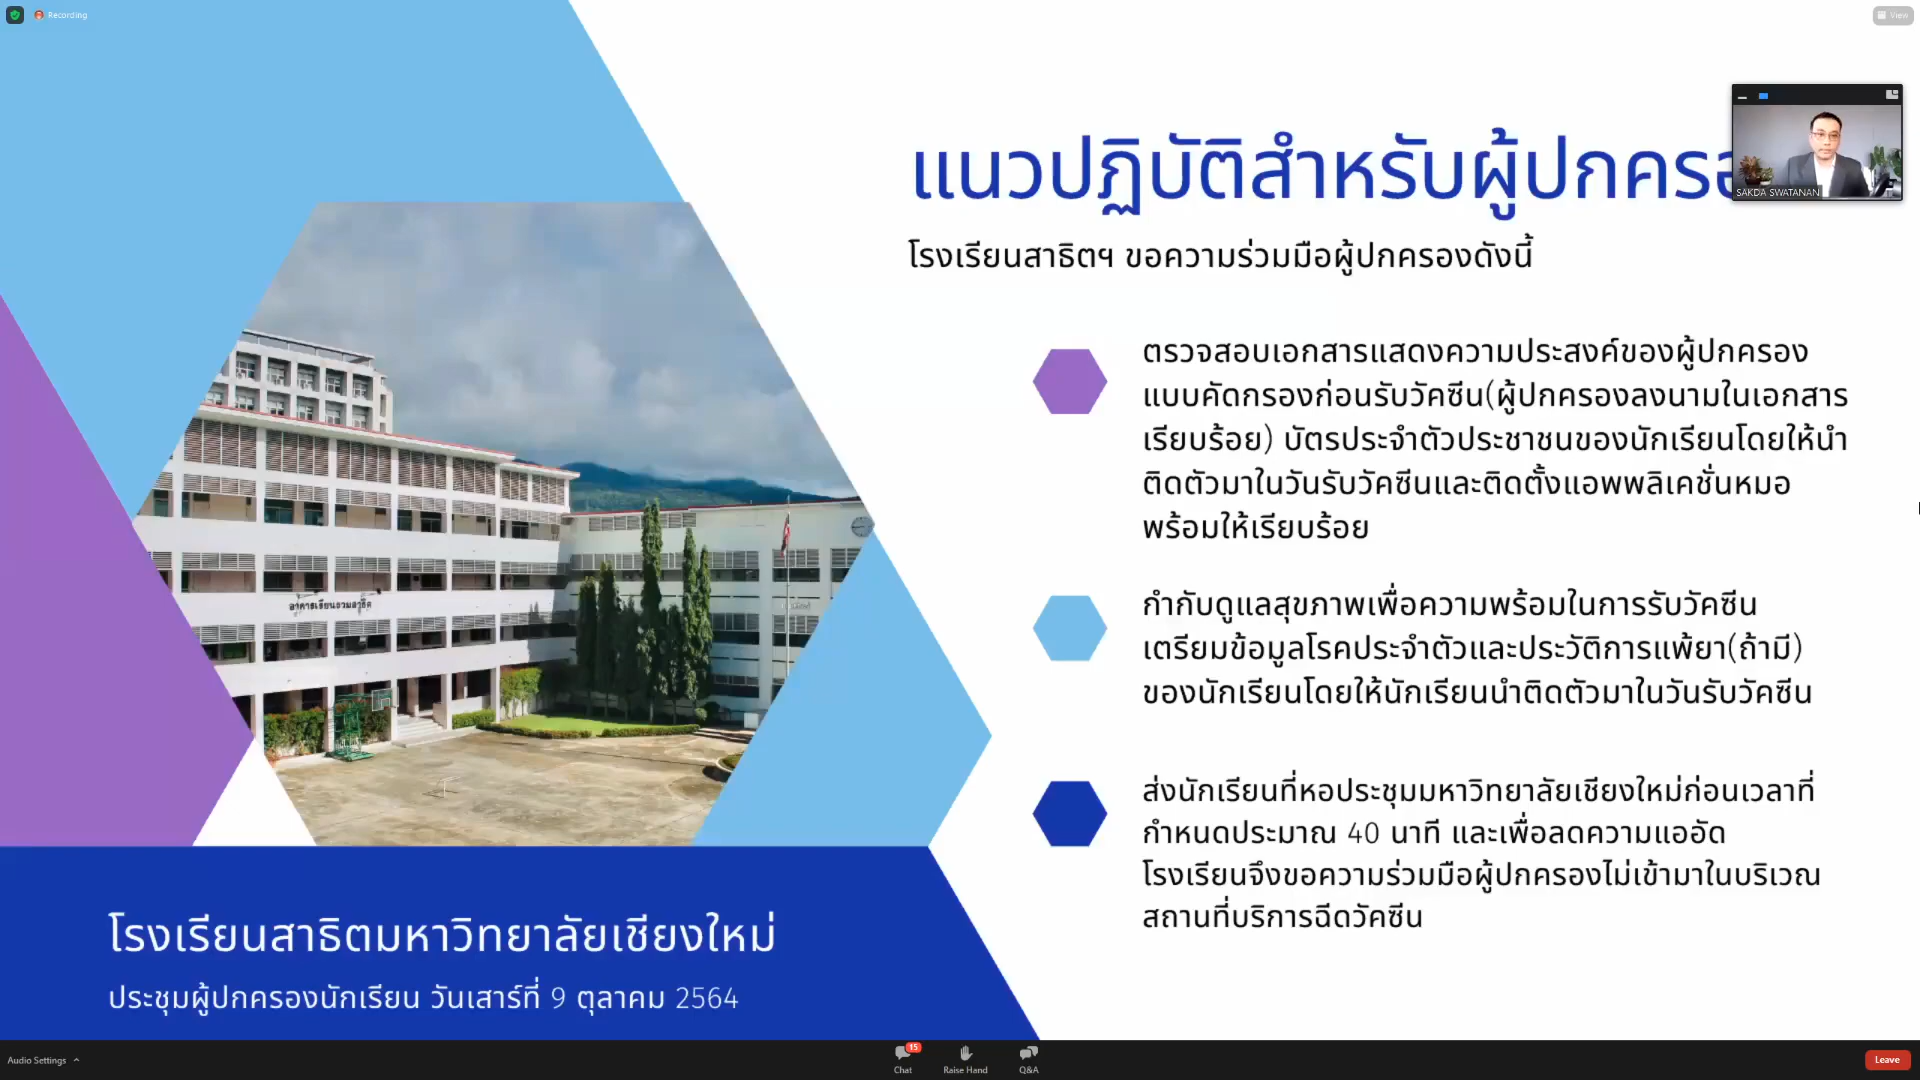 Recording
View
แนวปฏิบัติสำหรับผู้ปกคร
SAKDA SWATANAN
โรงเรียนสาธิตฯ ขอความร่วมมือผู้ปกครองดังนี้
ตรวจสอบเอกสารแสดงความประสงค์ของผู้ปกครอง
แบบคัดกรองก่อนรับวัคซีน(ผู้ปกครองลงนามในเอกสาร
เรียบร้อย) บัตรประจำตัวประชาชนของนักเรียนโดยให้นำ
ติดตัวมาในวันรับวัคซีนและติดตั้งแอพพลิเคชั่นหมอ
พร้อมให้เรียบร้อย
กำกับดูแลสุขภาพเพื่อความพร้อมในการรับวัคซีน
เตรียมข้อมูลโรคประจำตัวและประวัติการแพ้ยา(ถ้ามี)
ของนักเรียนโดยให้นักเรียนนำติดตัวมาในวันรับวัคซีน
ส่งนักเรียนที่หอประชุมมหาวิทยาลัยเชียงใหม่ก่อนเวลาที่
กำหนดประมาณ 40 นาที และเพื่อลดความแออัด
โรงเรียนจึงขอความร่วมมือผู้ปกครองไม่เข้ามาในบริเวณ
สถานที่บริการฉีดวัคซีน
อาคารเรียนรวมสาธิต
โรงเรียนสาธิตมหาวิทยาลัยเชียงใหม่
ประชุมผู้ปกครองนักเรียน วันเสาร์ที่ 9 ตุลาคม 2564
Audio Settings
15
Chat
Raise Hand
Q&A
Leave